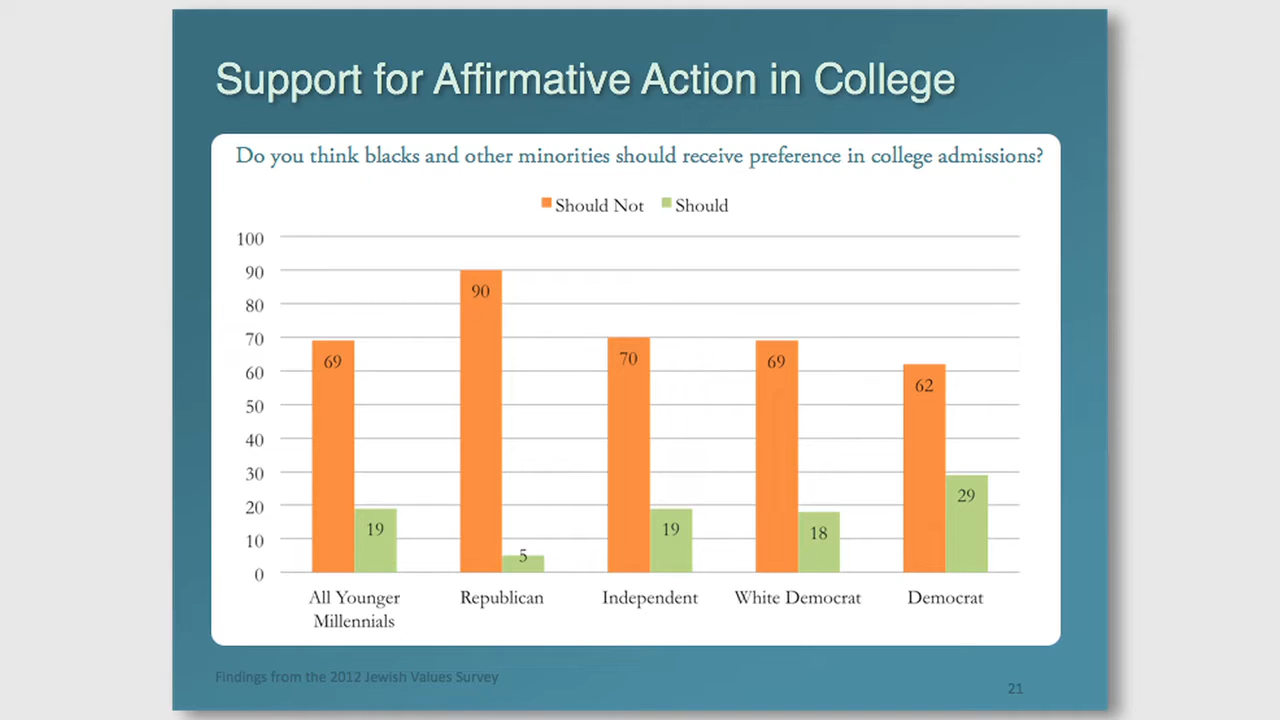 Support for Affirmative Action in College
Do you think blacks and other minorities should receive preference in college admissions?
Should Not Should
100
90
80
70
60
50
40
30
20
10
0
69
19
90
5
70
19
69
18
62
29
All Younger
Millennials
Republican
Independent
White Democrat
Democrat
Findings from the 2012 Jewish Values Survey
21